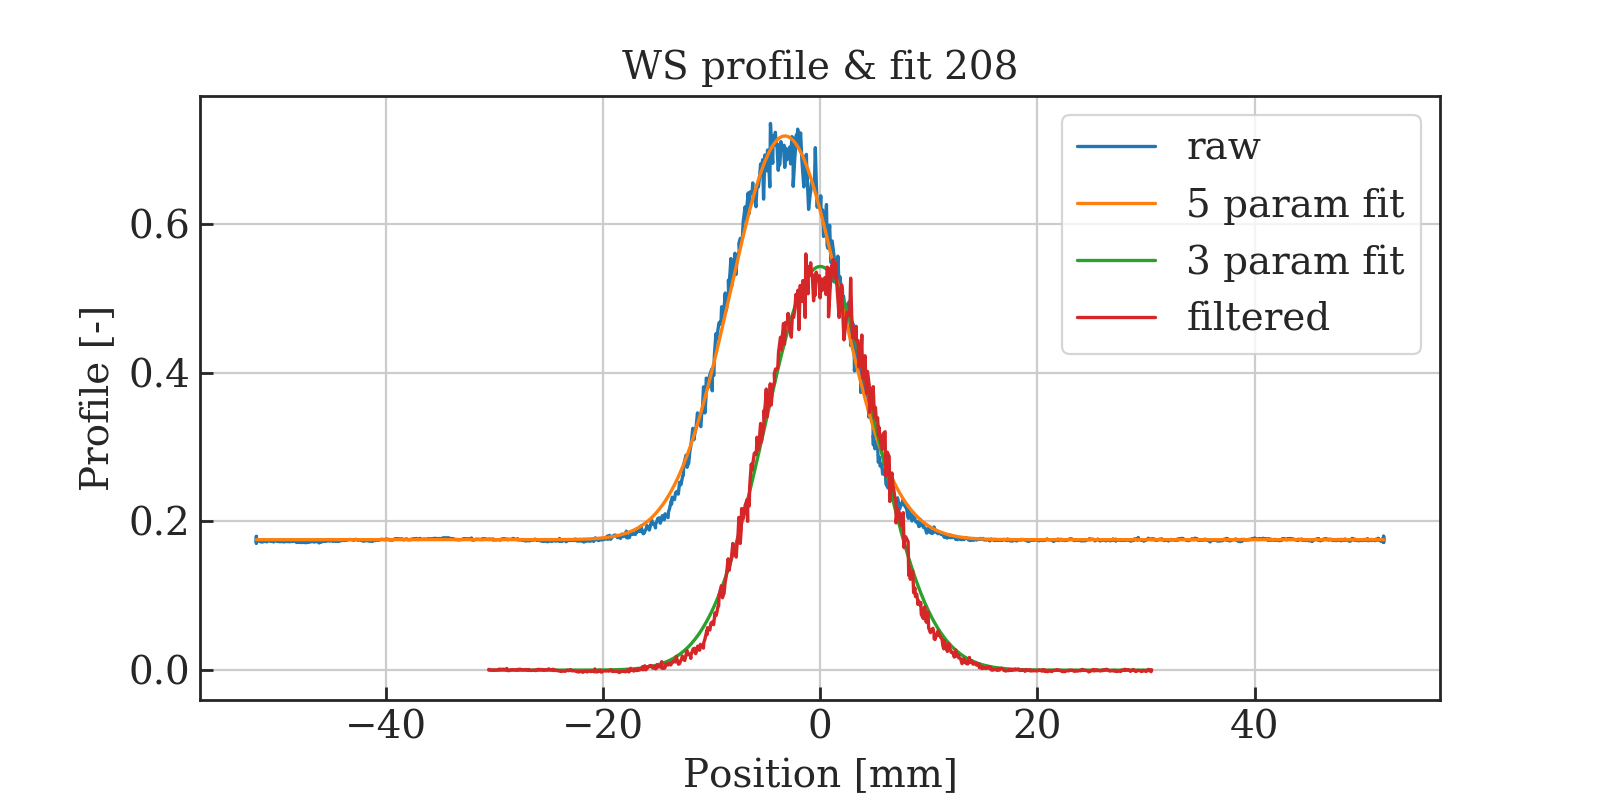 WS profile & fit 208
raw
5 param fit
3 param fit
filtered
Profile [-]
0.6
0.4
0.2
0.0
−40
−20
0
20
40
Position [mm]